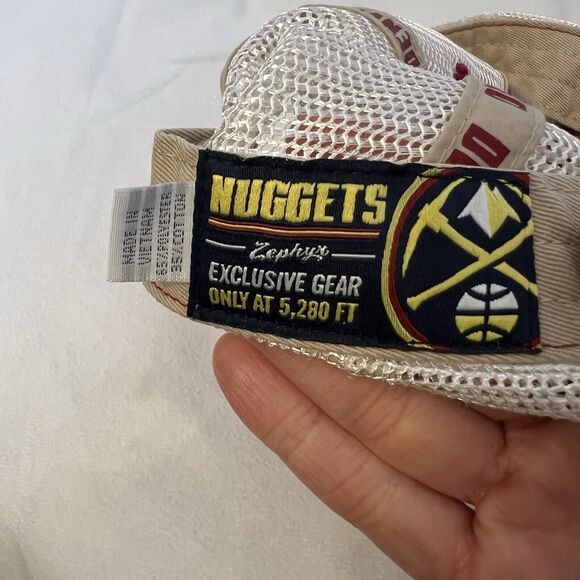 NUGGETS
Zephyr
EXCLUSIVE GEAR
ONLY AT 5,280 FT
MADE IN
VIETNAM
65%POLYESTER
35%COTTON